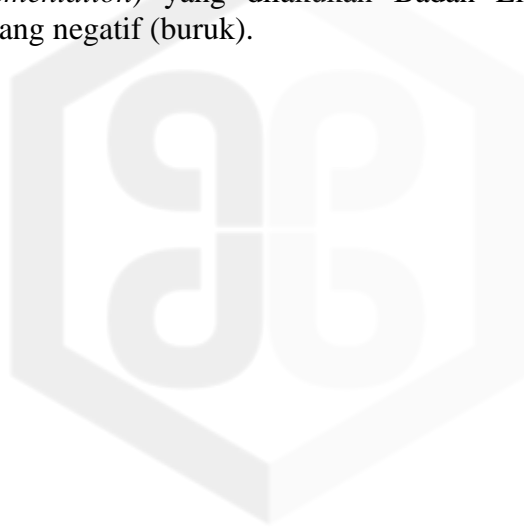 mentation) yang dilakukan Badan
ang negatif (buruk).